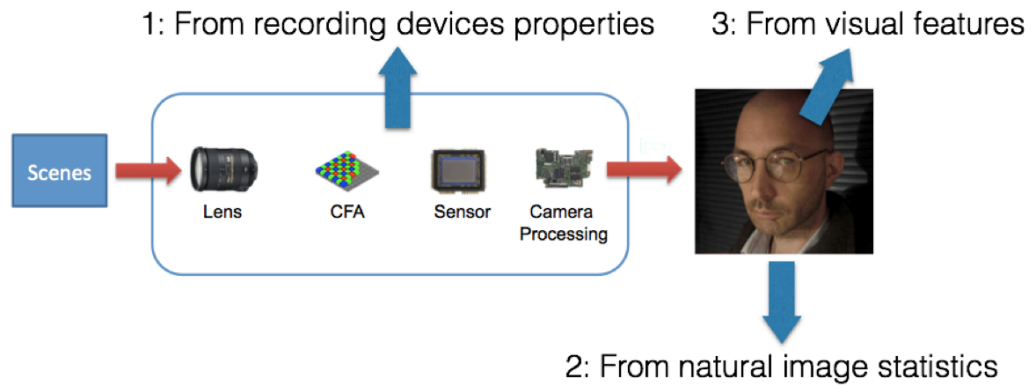 1: From recording devices properties
3: From visual features
Scenes
Lens
CFA
Sensor
Camera
Processing
2: From natural image statistics